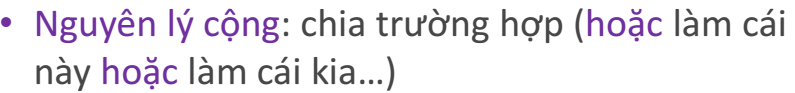 • Nguyên lý cộng: chia trường hợp (hoặc làm cái
này hoặc làm cái kia…)